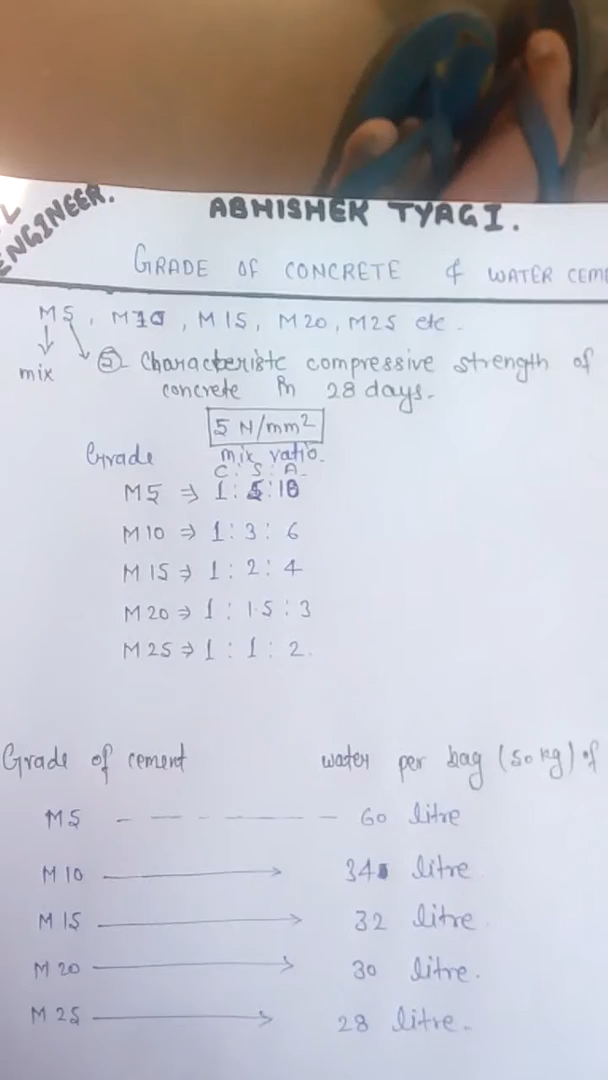 ENGINEER.
ABHISHEK TYAGI.
GRADE OF CONCRETE & WATER CEME
M5, M10, M15, M20, M25 etc.
mix
5 - Characteristic compressive strength of
concrete in 28 days.
5 N/mm²
Grade mix ratio.
C: S: A.
M5 ⇒ 1:5:10
M10 ⇒ 1:3:6
M15 ⇒ 1:2:4
M20 ⇒ 1:1.5:3
M25 ⇒ 1:1:2.
Grade of cement water per bag (50 kg) of
M5 - - - - 60 litre
M10 → 34 litre
M15 → 32 litre.
M20 → 30 litre.
M25 → 28 litre.